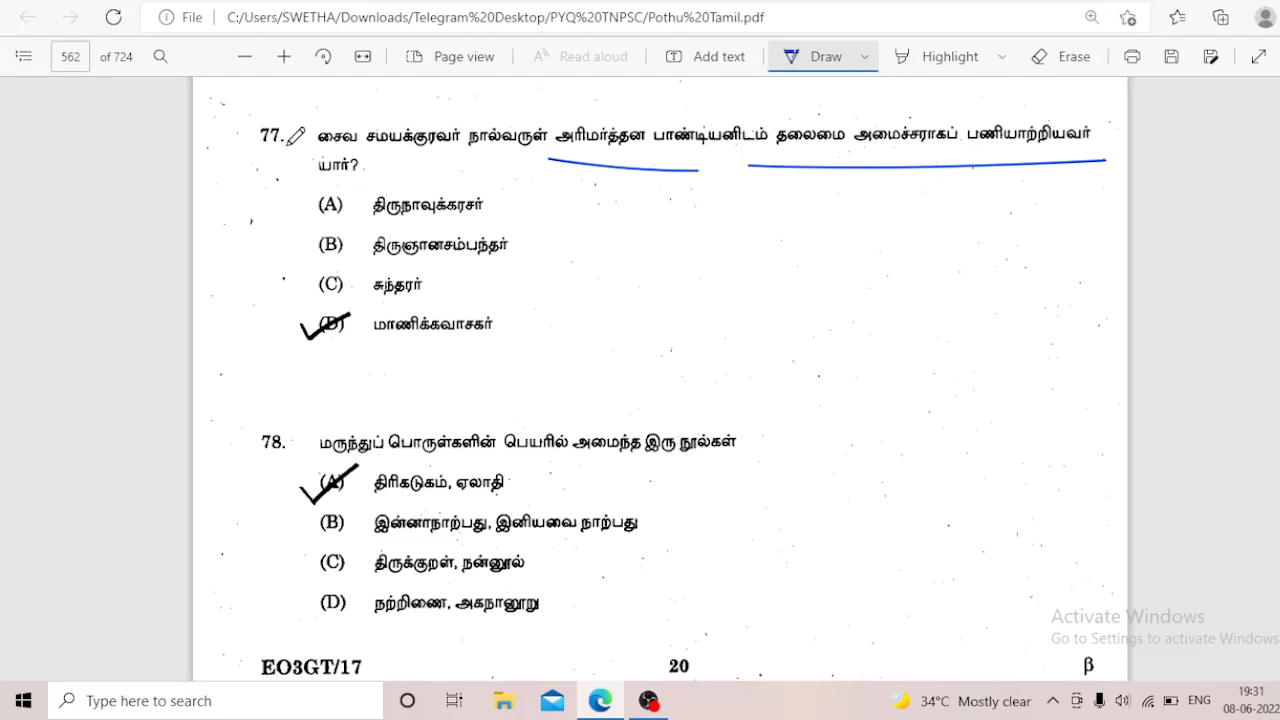 File C:/Users/SWETHA/Downloads/Telegram%20Desktop/PYQ%20TNPSC/Pothu%20Tamil.pdf
562 of 724 Page view Read aloud Add text Draw Highlight Erase
77. சைவ சமயக்குரவர் நால்வருள் அரிமர்த்தன பாண்டியனிடம் தலைமை அமைச்சராகப் பணியாற்றியவர்
யார்?
(A) திருநாவுக்கரசர்
(B) திருஞானசம்பந்தர்
(C) சுந்தரர்
(D) மாணிக்கவாசகர்
78. மருந்துப் பொருள்களின் பெயரில் அமைந்த இரு நூல்கள்
(A) திரிகடுகம், ஏலாதி
(B) இன்னாநாற்பது, இனியவை நாற்பது
(C) திருக்குறள், நன்னூல்
(D) நற்றிணை, அகநானூறு
Activate Windows
Go to Settings to activate Windows
EO3GT/17 20 β
Type here to search 34°C Mostly clear ENG 19:31
08-06-2022